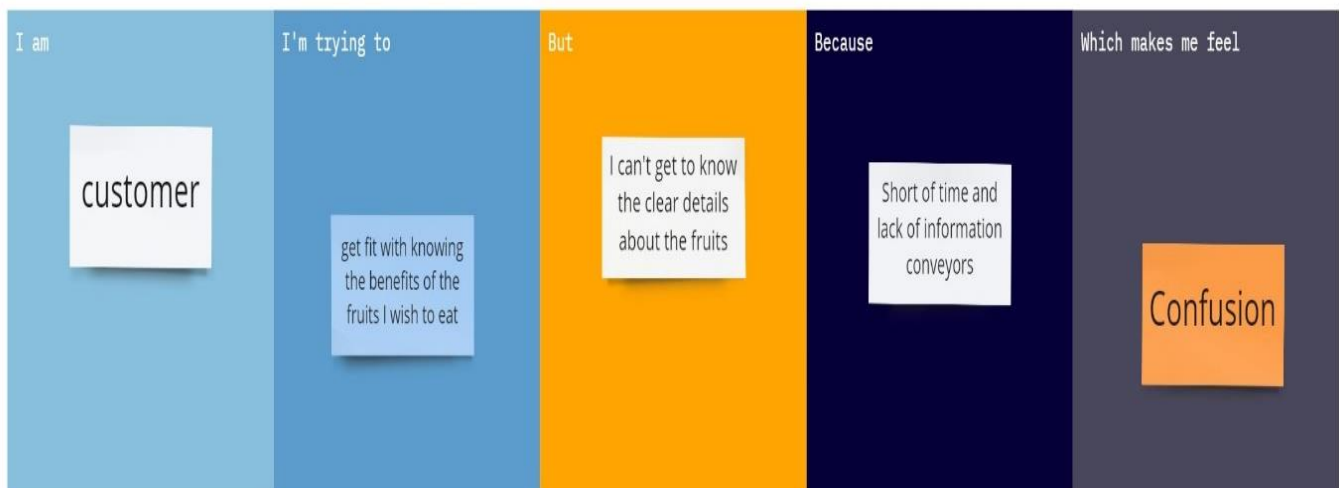 I am
customer
I'm trying to
get fit with knowing
the benefits of the
fruits I wish to eat
But
I can't get to know
the clear details
about the fruits
Because
Short of time and
lack of information
conveyors
Which makes me feel
Confusion